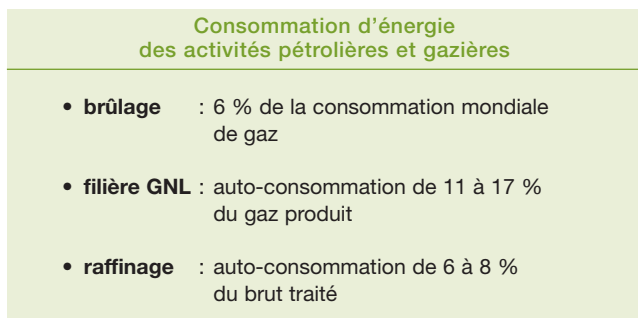 Consommation d'énergie
des activités pétrolières et gazières
• brûlage : 6 % de la consommation mondiale
de gaz
• filière GNL : auto-consommation de 11 à 17 %
du gaz produit
• raffinage : auto-consommation de 6 à 8 %
du brut traité